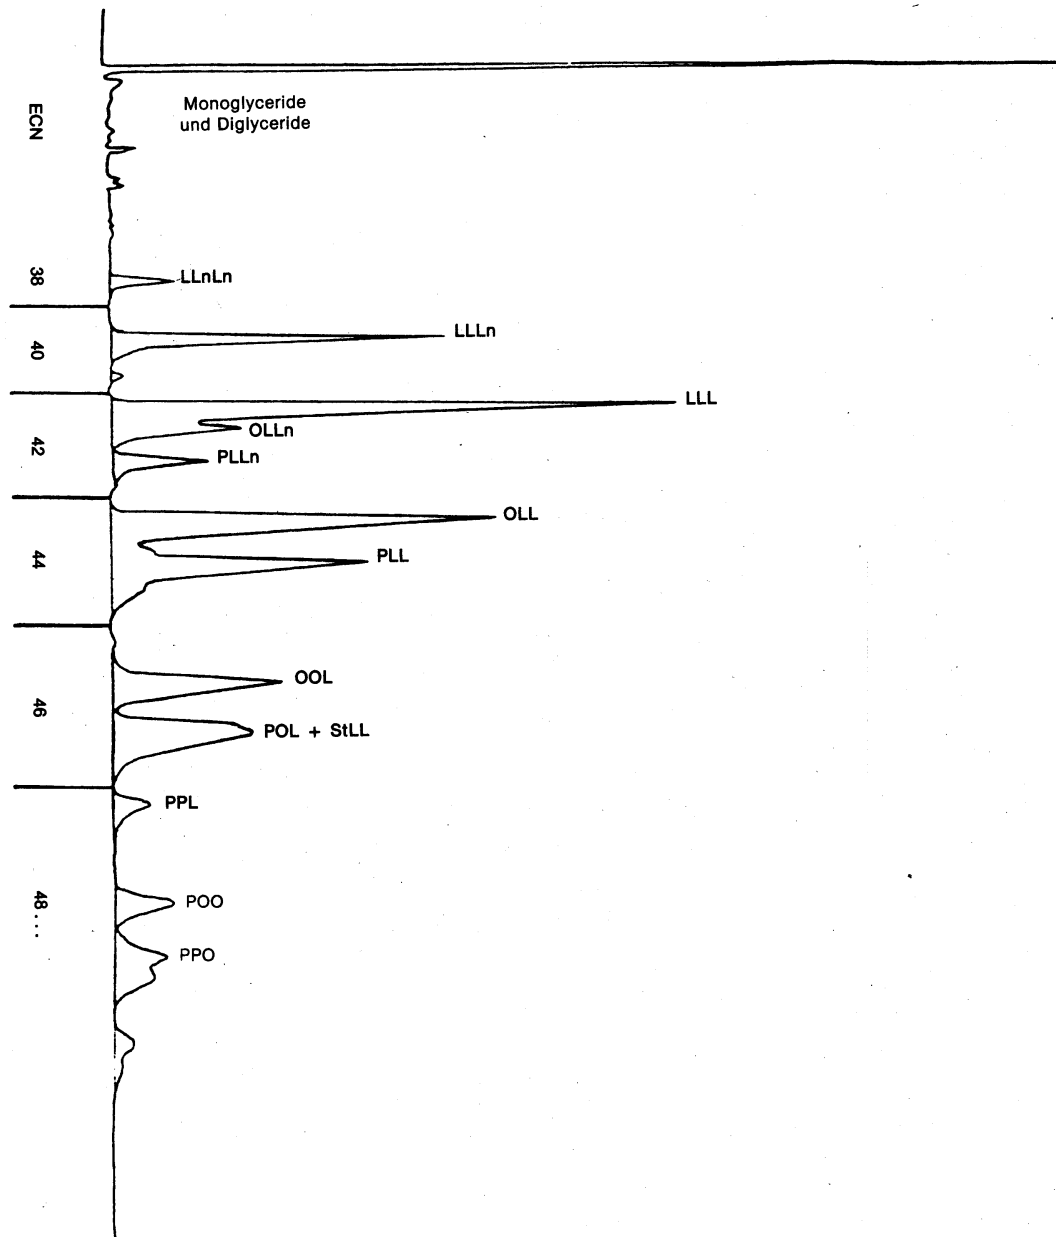 Monoglyceride
und Diglyceride
ECN
38
LLnLn
LLLn
40
LLL
OLLn
42
PLLn
OLL
44
PLL
OOL
46
POL + StLL
PPL
48....
POO
PPO